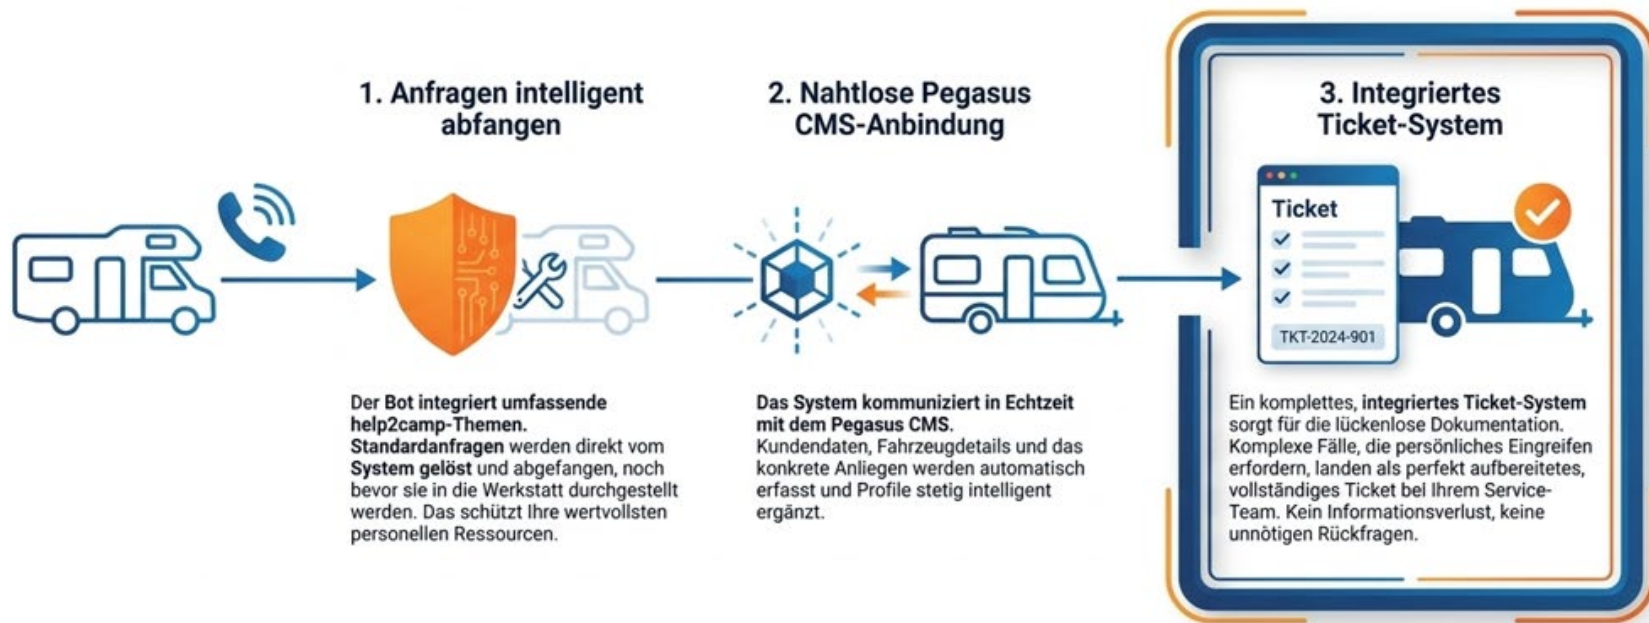 1. Anfragen intelligent
abfangen
Der Bot integriert umfassende
help2camp-Themen.
Standardanfragen werden direkt vom
System gelöst und abgefangen, noch
bevor sie in die Werkstatt durchgestellt
werden. Das schützt Ihre wertvollsten
personellen Ressourcen.
2. Nahtlose Pegasus
CMS-Anbindung
Das System kommuniziert in Echtzeit
mit dem Pegasus CMS.
Kundendaten, Fahrzeugdetails und das
konkrete Anliegen werden automatisch
erfasst und Profile stetig intelligent
ergänzt.
3. Integriertes
Ticket-System
Ticket
TKT-2024-901
Ein komplettes, integriertes Ticket-System
sorgt für die lückenlose Dokumentation.
Komplexe Fälle, die persönliches Eingreifen
erfordern, landen als perfekt aufbereitetes,
vollständiges Ticket bei Ihrem Service-
Team. Kein Informationsverlust, keine
unnötigen Rückfragen.